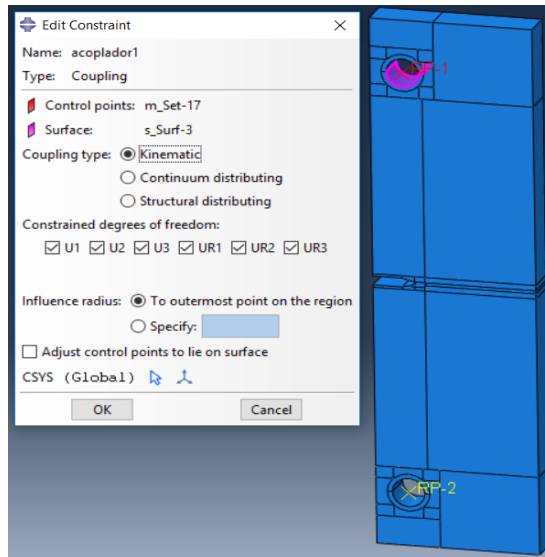 Edit Constraint
Name: acoplador1
Type: Coupling
Control points: m_Set-17
Surface: s_Surf-3
Coupling type: Kinematic
Continuum distributing
Structural distributing
Constrained degrees of freedom:
U1 U2 U3 UR1 UR2 UR3
Influence radius: To outermost point on the region
Specify:
Adjust control points to lie on surface
CSYS (Global)
OK Cancel
RP-1
RP-2